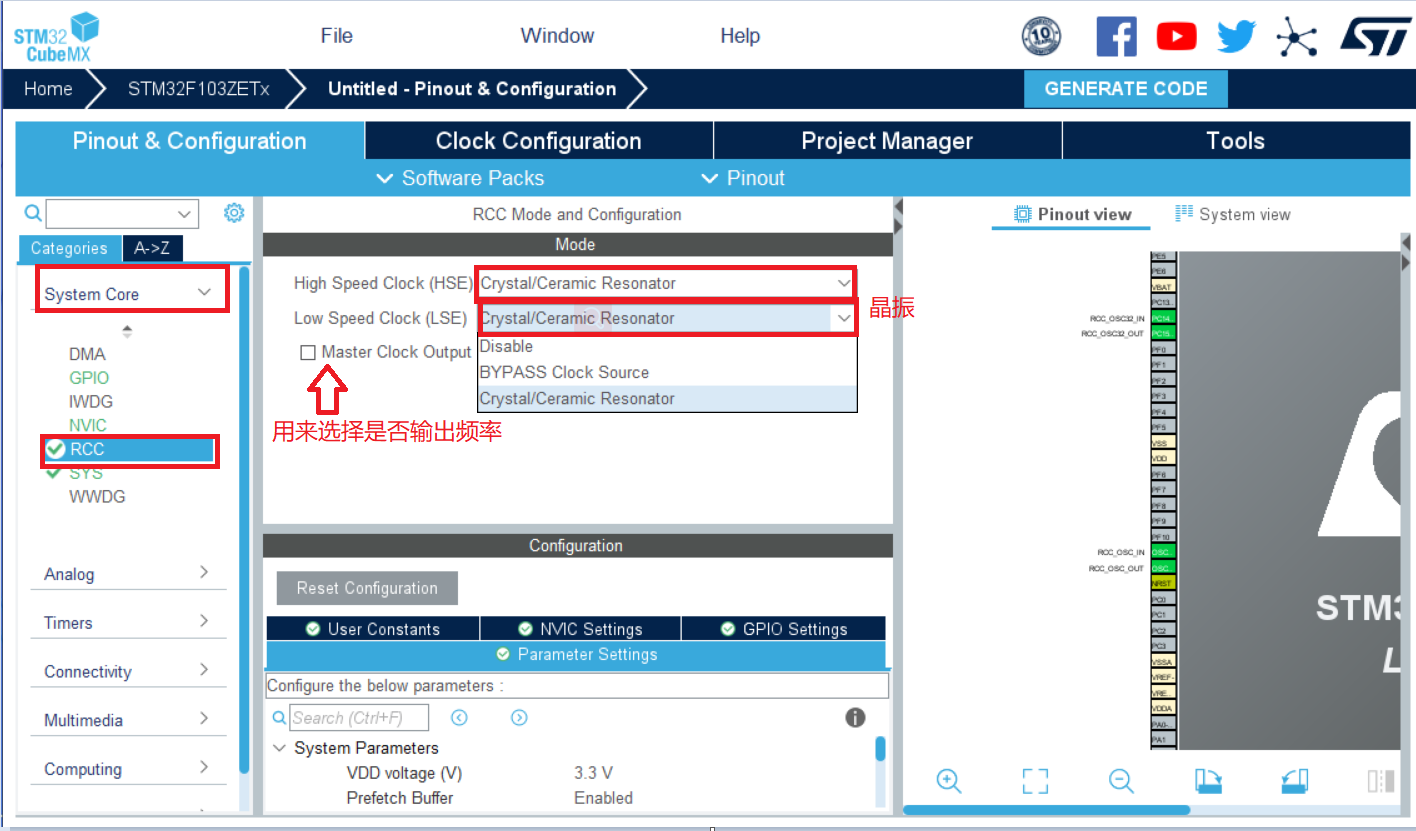 STM32 CubeMX
File Window Help
10
Home STM32F103ZETx Untitled - Pinout & Configuration GENERATE CODE
Pinout & Configuration Clock Configuration Project Manager Tools
Software Packs Pinout
RCC Mode and Configuration
Pinout view System view
Categories A->Z
Mode
System Core
High Speed Clock (HSE) Crystal/Ceramic Resonator
Low Speed Clock (LSE) Crystal/Ceramic Resonator
晶振
Master Clock Output
Disable
BYPASS Clock Source
Crystal/Ceramic Resonator
用来选择是否输出频率
DMA
GPIO
IWDG
NVIC
RCC
SYS
WWDG
Analog
Timers
Connectivity
Multimedia
Computing
Configuration
Reset Configuration
User Constants NVIC Settings GPIO Settings
Parameter Settings
Configure the below parameters :
Search (Ctrl+F)
System Parameters
VDD voltage (V) 3.3 V
Prefetch Buffer Enabled
PE5
PE6
VBAT
PC13..
RCC_OSC32_IN PC14..
RCC_OSC32_OUT PC15..
PF0
PF1
PF2
PF3
PF4
PF5
VSS
VDD
PF6
PF7
PF8
PF9
PF10
RCC_OSC_IN OSC..
RCC_OSC_OUT OSC..
NRST
PC0
PC1
PC2
PC3
VSSA
VREF-
VRE..
VDDA
PA0-..
PA1
STM3
L